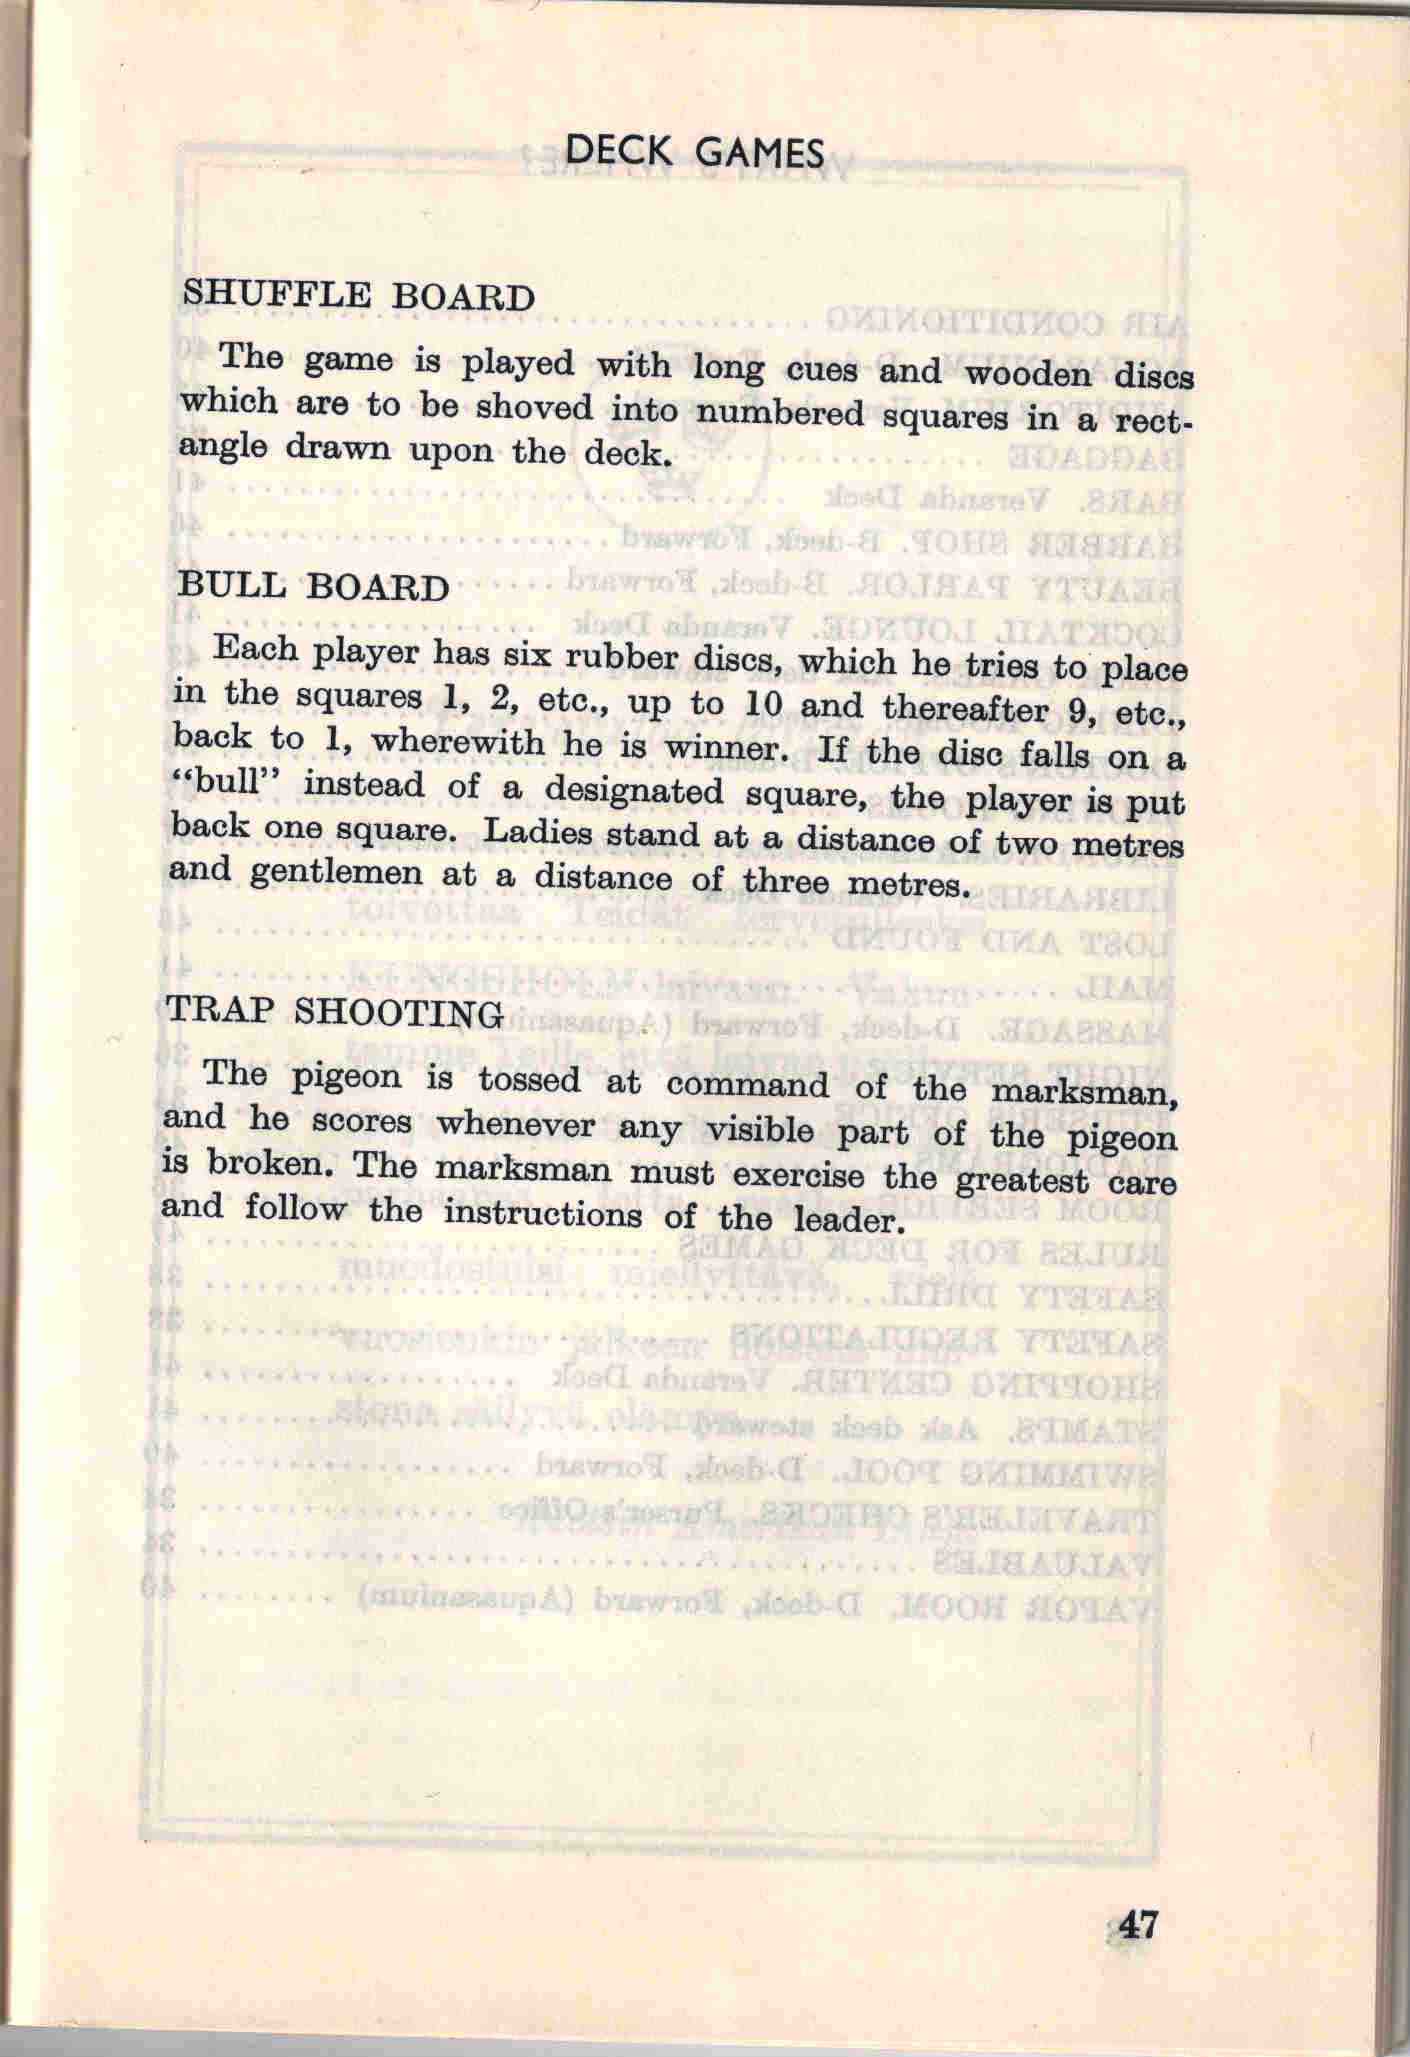 DECK GAMES
SHUFFLE BOARD
The game is played with long cues and wooden discs
which are to be shoved into numbered squares in a rect-
angle drawn upon the deck.
BULL BOARD
Each player has six rubber discs, which he tries to place
in the squares 1, 2, etc., up to 10 and thereafter 9, etc.,
back to 1, wherewith he is winner. If the disc falls on a
“bull” instead of a designated square, the player is put
back one square. Ladies stand at a distance of two metres
and gentlemen at a distance of three metres.
TRAP SHOOTING
The pigeon is tossed at command of the marksman,
and he scores whenever any visible part of the pigeon
is broken. The marksman must exercise the greatest care
and follow the instructions of the leader.
47